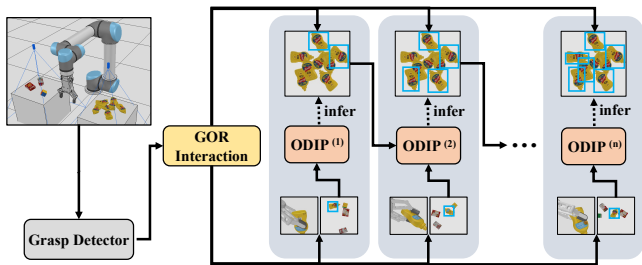 infer
infer
infer
GOR
Interaction
ODIP (1)
ODIP (2)
ODIP (n)
Grasp Detector